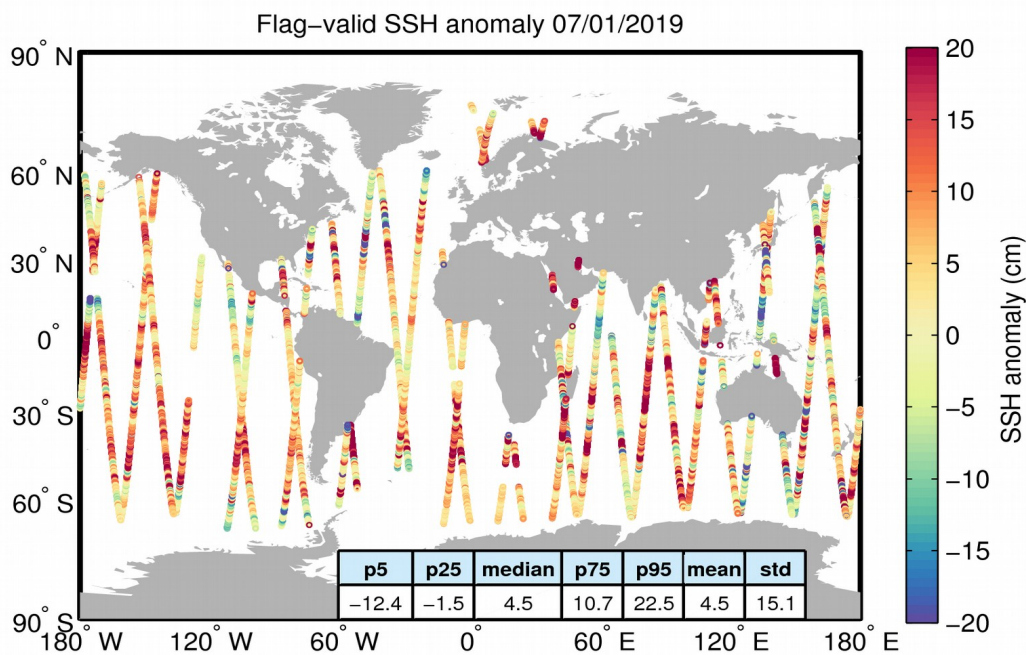 Flag−valid SSH anomaly 07/01/2019
90° N
60° N
30° N
0°
30° S
60° S
90° S
180° W
120° W
60° W
0°
60° E
120° E
180° E
p5 p25 median p75 p95 mean std
−12.4 −1.5 4.5 10.7 22.5 4.5 15.1
20
15
10
5
0
−5
−10
−15
−20
SSH anomaly (cm)